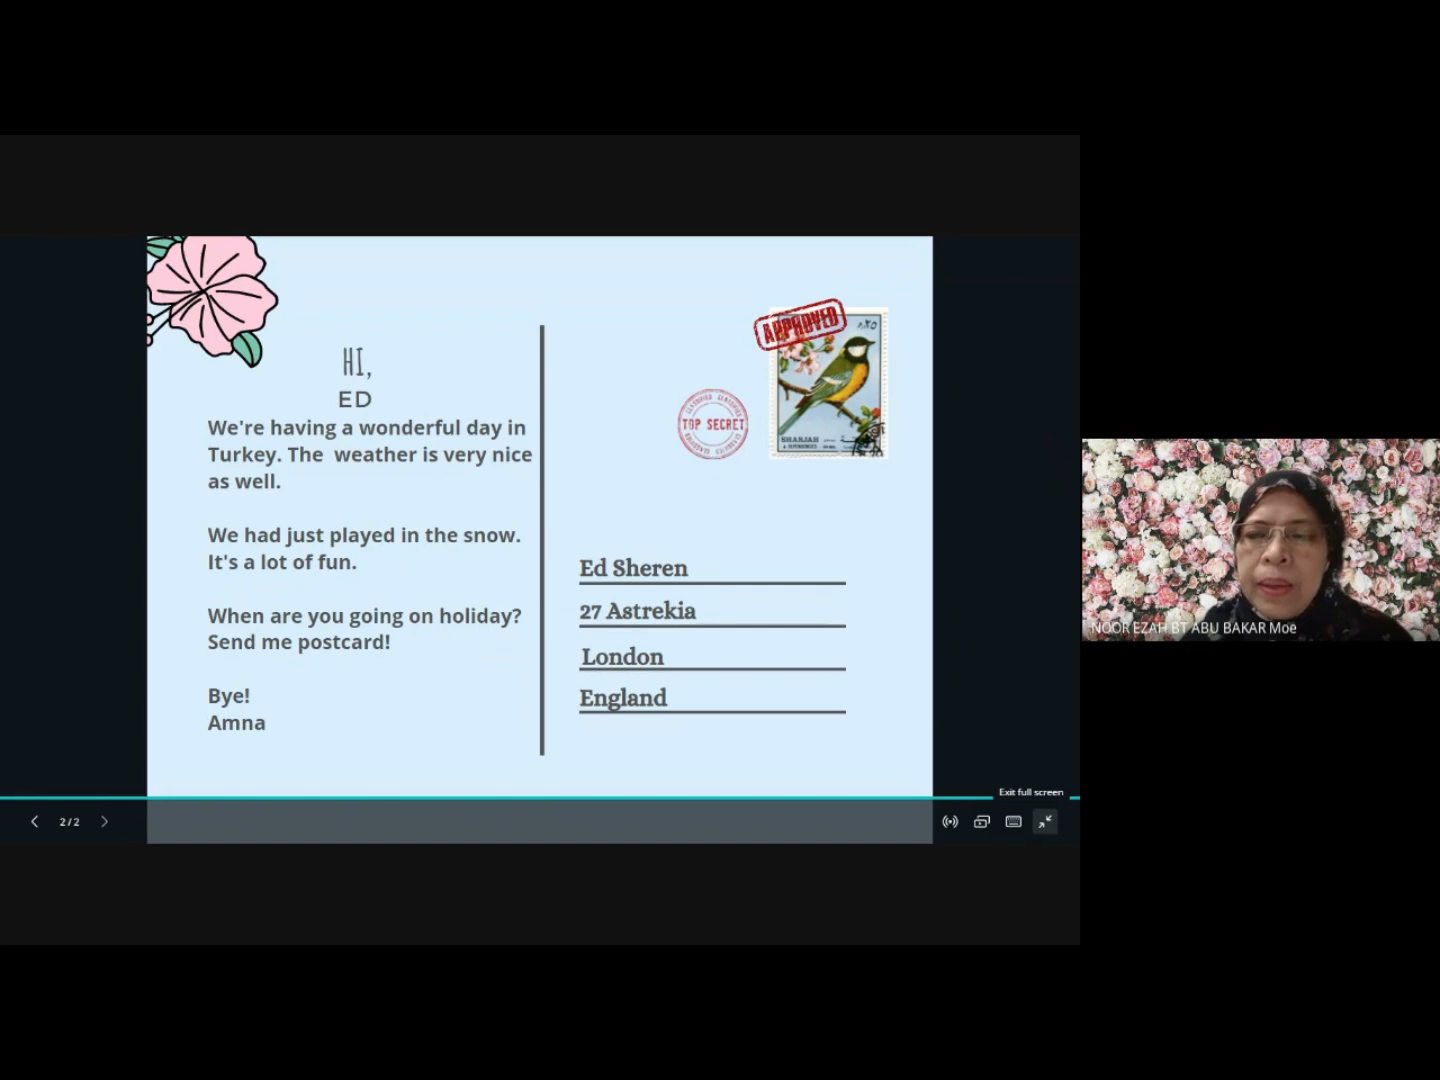 HI,
ED
We're having a wonderful day in
Turkey. The weather is very nice
as well.
We had just played in the snow.
It's a lot of fun.
When are you going on holiday?
Send me postcard!
Bye!
Amna
APPROVED
TOP SECRET
SHARJAH
Ed Sheren
27 Astrekia
London
England
Exit full screen
2/2
NOOR EZAH BT ABU BAKAR Moe